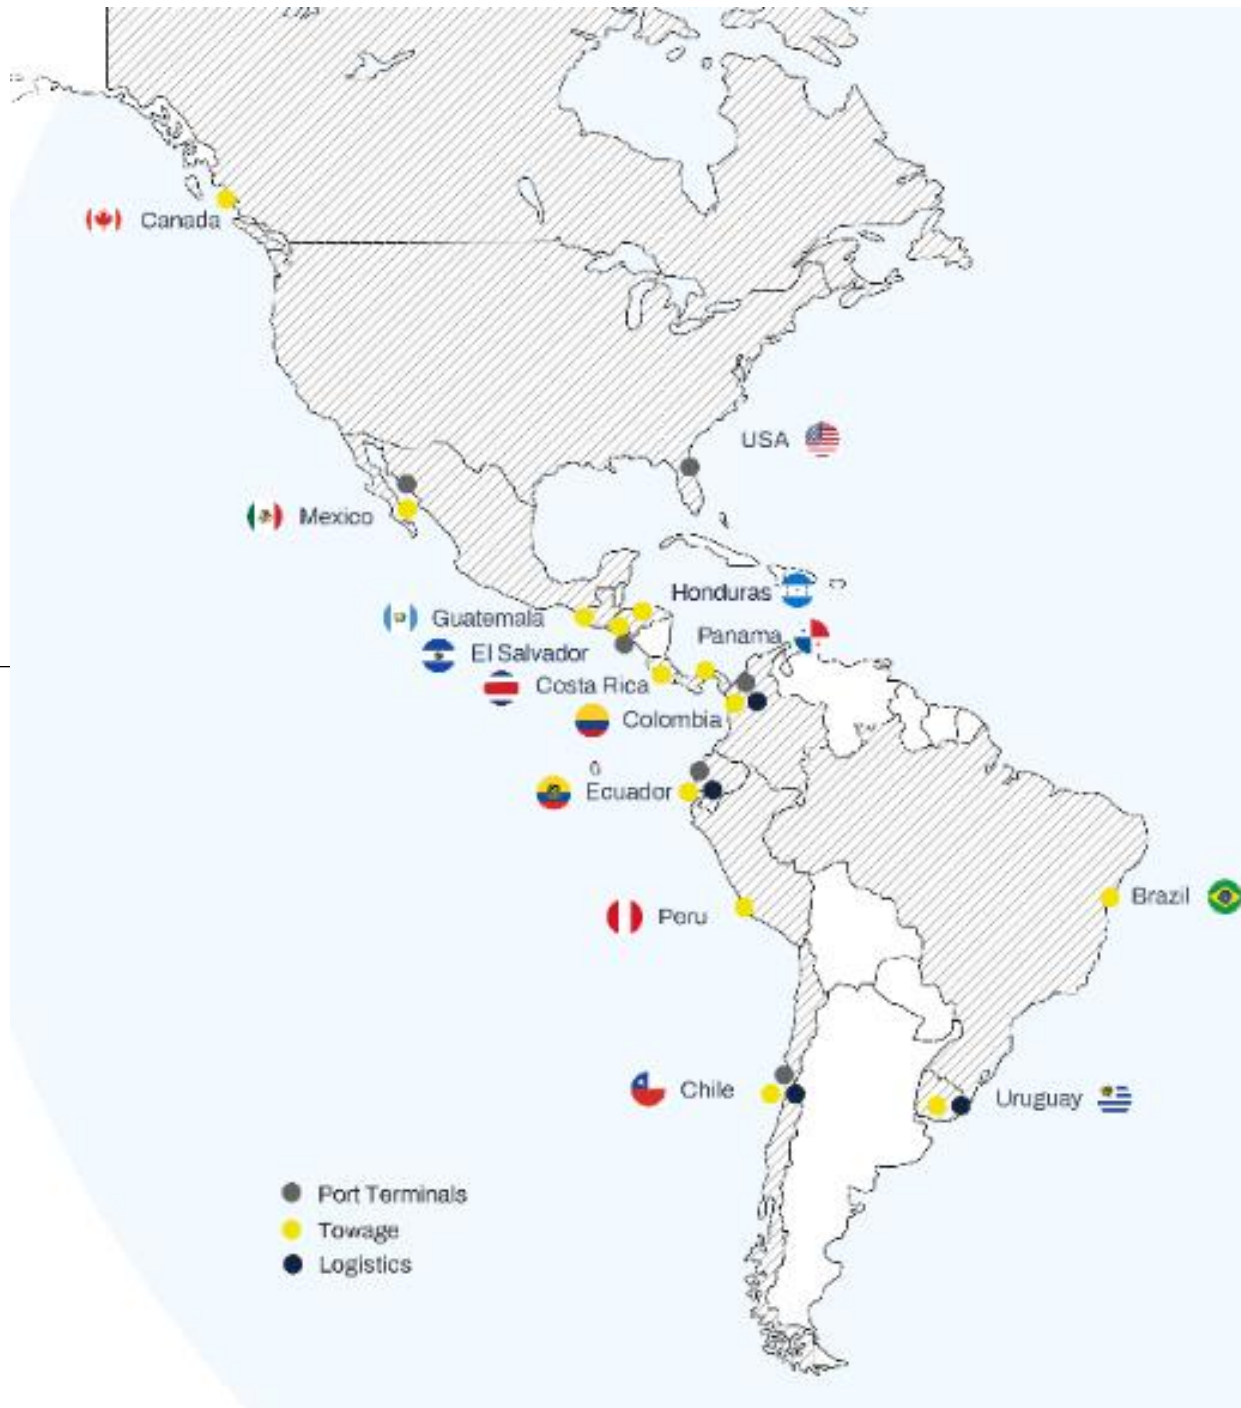 Canada
USA
Mexico
Honduras
Guatemala
Panama
El Salvador
Costa Rica
Colombia
Ecuador
Brazil
Peru
Chile
Uruguay
Port Terminals
Towage
Logistics